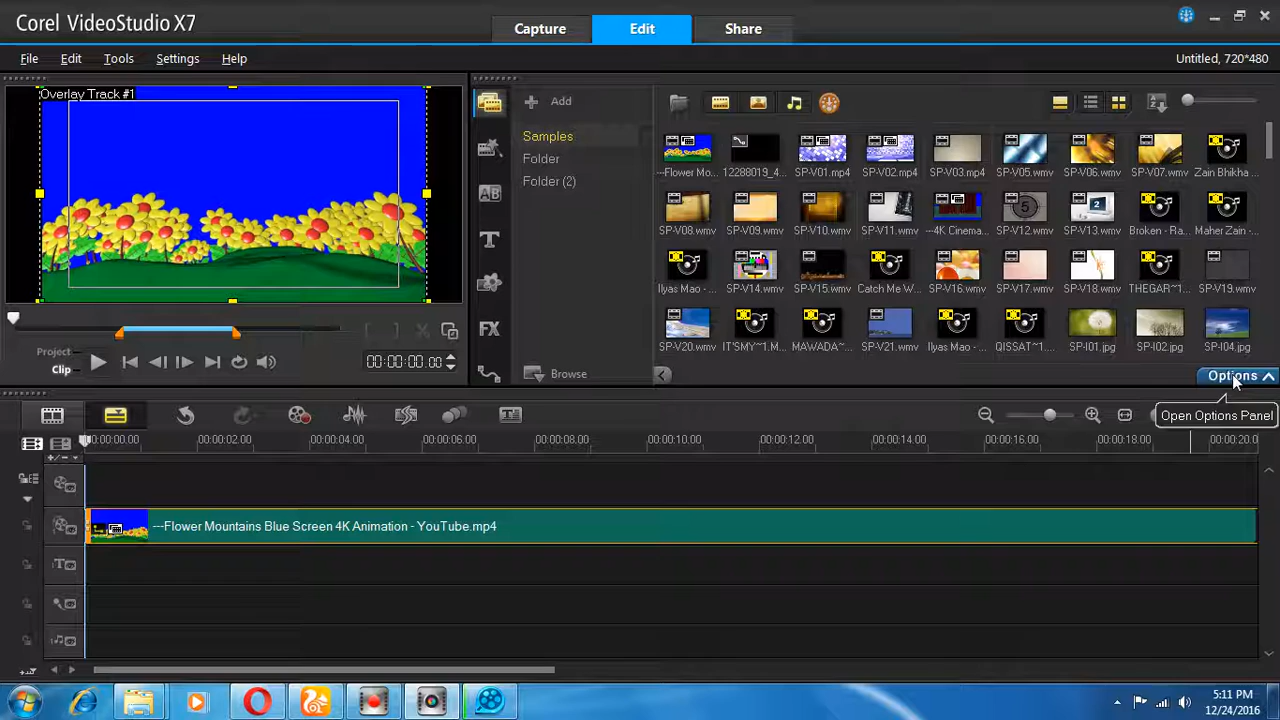 Corel VideoStudio X7
Capture
Edit
Share
File
Edit
Tools
Settings
Help
Untitled, 720*480
Overlay Track #1
Add
Samples
Folder
Folder (2)
Browse
---Flower Mo...
12288019_4...
SP-V01.mp4
SP-V02.mp4
SP-V03.mp4
SP-V05.wmv
SP-V06.wmv
SP-V07.wmv
Zain Bhikha ...
SP-V08.wmv
SP-V09.wmv
SP-V10.wmv
SP-V11.wmv
---4K Cinema...
SP-V12.wmv
SP-V13.wmv
Broken - Ra...
Maher Zain -...
Ilyas Mao - ...
SP-V14.wmv
SP-V15.wmv
Catch Me W...
SP-V16.wmv
SP-V17.wmv
SP-V18.wmv
THEGAR~1...
SP-V19.wmv
SP-V20.wmv
IT'SMY~1.M...
MAWADA~...
SP-V21.wmv
Ilyas Mao - ...
QISSAT~1....
SP-I01.jpg
SP-I02.jpg
SP-I04.jpg
Project
Clip
00:00:00.00
Options
Open Options Panel
00:00:00.00
00:00:02.00
00:00:04.00
00:00:06.00
00:00:08.00
00:00:10.00
00:00:12.00
00:00:14.00
00:00:16.00
00:00:18.00
00:00:20.0
---Flower Mountains Blue Screen 4K Animation - YouTube.mp4
5:11 PM
12/24/2016